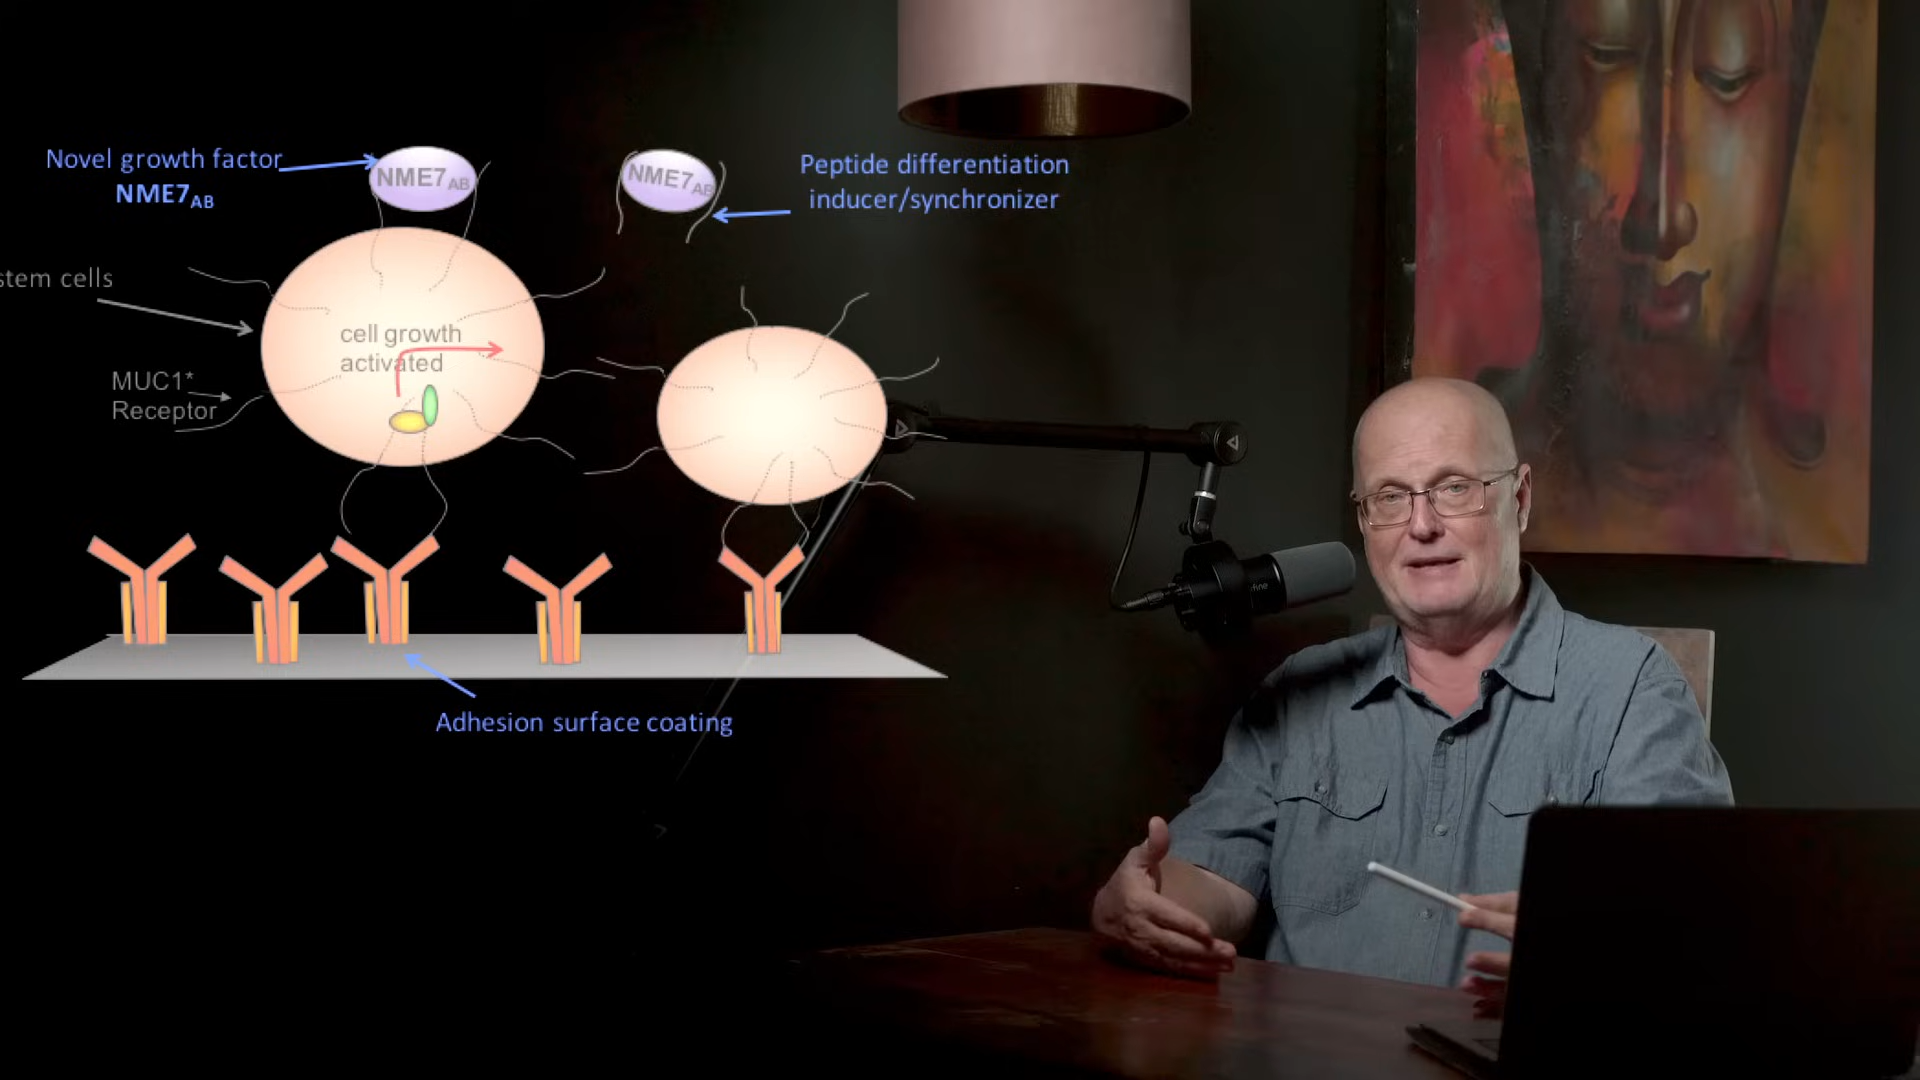 Novel growth factor
NME7AB
NME7AB
NME7AB
Peptide differentiation
inducer/synchronizer
stem cells
cell growth
activated
MUC1*
Receptor
Adhesion surface coating